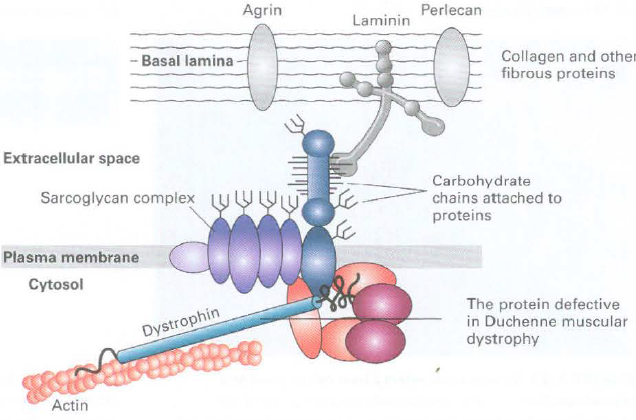 Agrin
Laminin
Perlecan
Basal lamina
Collagen and other
fibrous proteins
Extracellular space
Carbohydrate
chains attached to
proteins
Sarcoglycan complex
Plasma membrane
Cytosol
The protein defective
in Duchenne muscular
dystrophy
Dystrophin
Actin